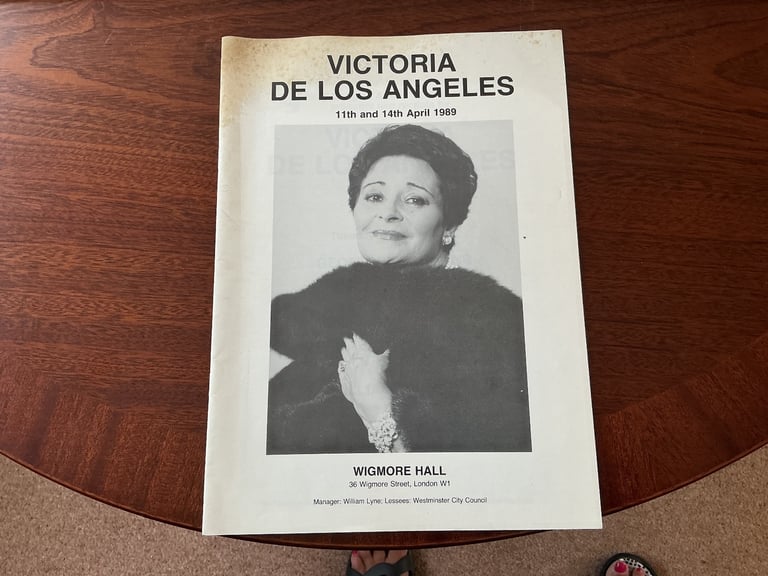 VICTORIA
DE LOS ANGELES
11th and 14th April 1989
WIGMORE HALL
36 Wigmore Street, London W1
Manager: William Lyne; Lessees: Westminster City Council